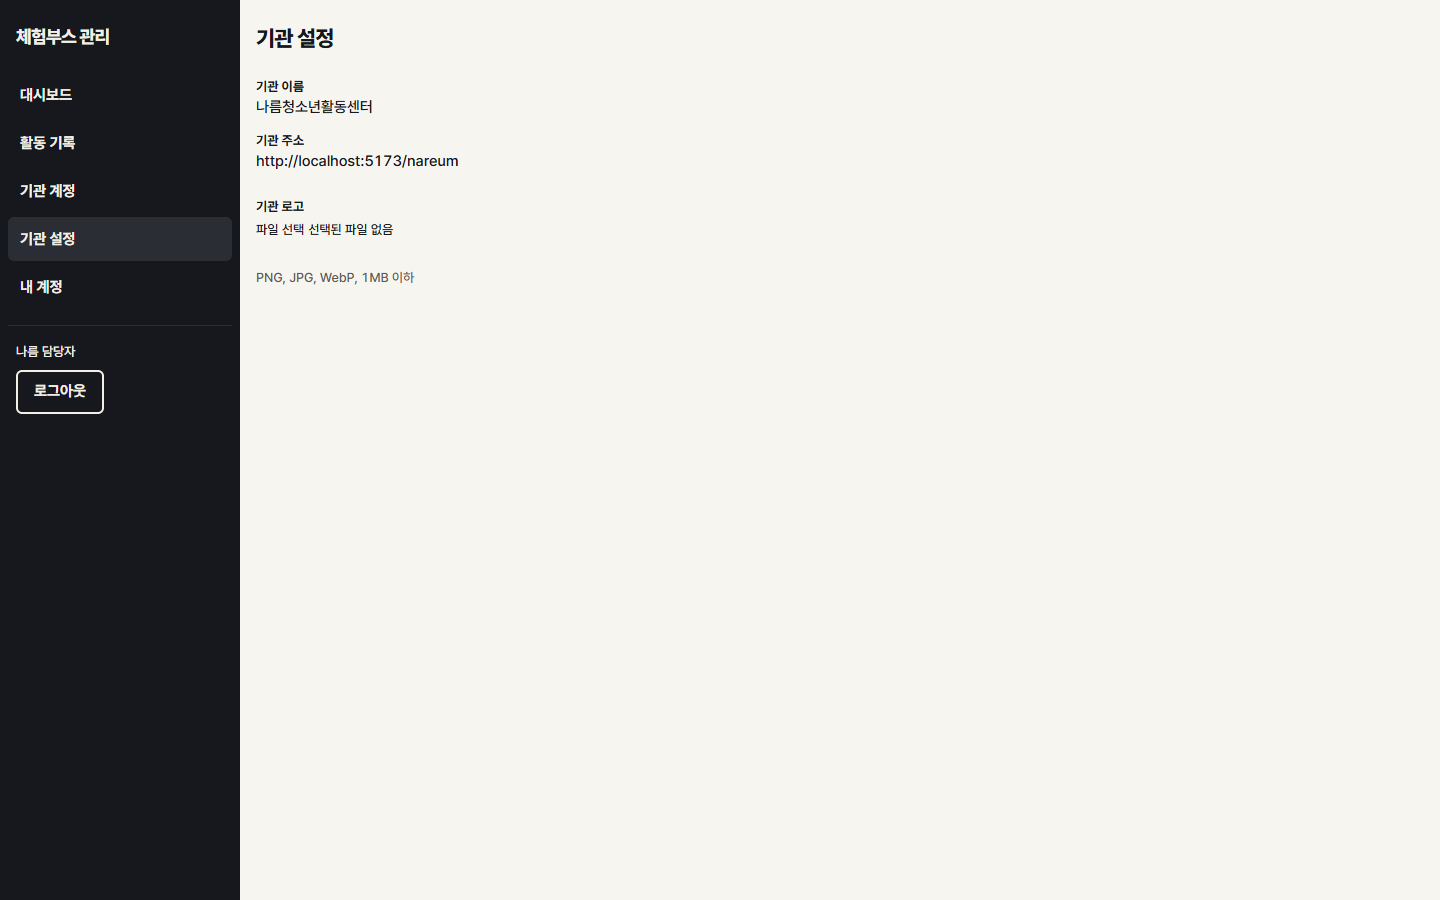 체험부스 관리
대시보드
활동 기록
기관 계정
기관 설정
내 계정
나름 담당자
로그아웃
기관 설정
기관 이름
나름청소년활동센터
기관 주소
http://localhost:5173/nareum
기관 로고
파일 선택 선택된 파일 없음
PNG, JPG, WebP, 1MB 이하